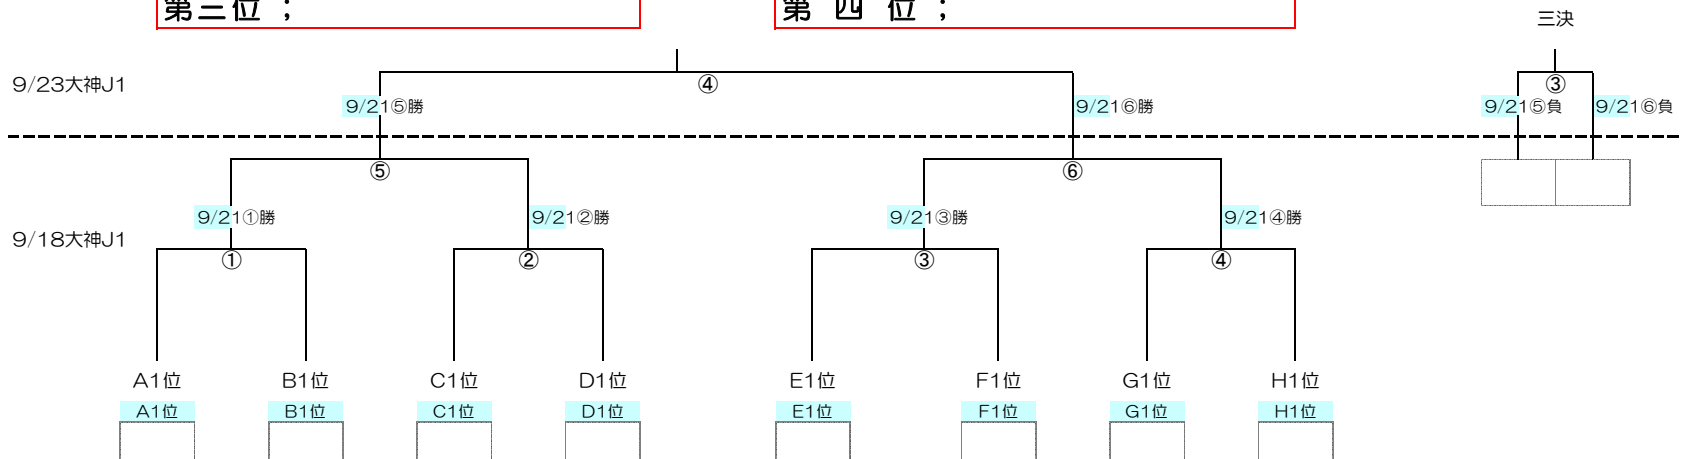 第三位；
第 四 位；
三決
9/23大神J1
④
③
9/21⑤勝
9/21⑥勝
9/21⑤負
9/21⑥負
⑤
⑥
9/21①勝
9/21②勝
9/21③勝
9/21④勝
9/18大神J1
①
②
③
④
A1位
B1位
C1位
D1位
E1位
F1位
G1位
H1位
A1位
B1位
C1位
D1位
E1位
F1位
G1位
H1位